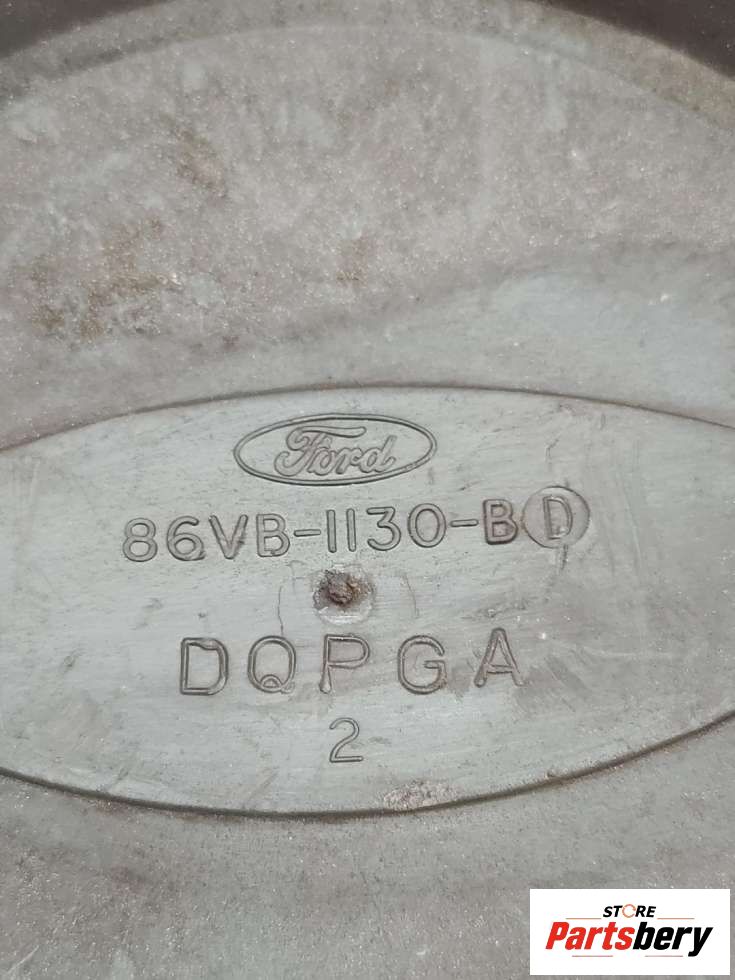 Ford
86VB-1130-BD
DQPGA
2
STORE
Partsbery